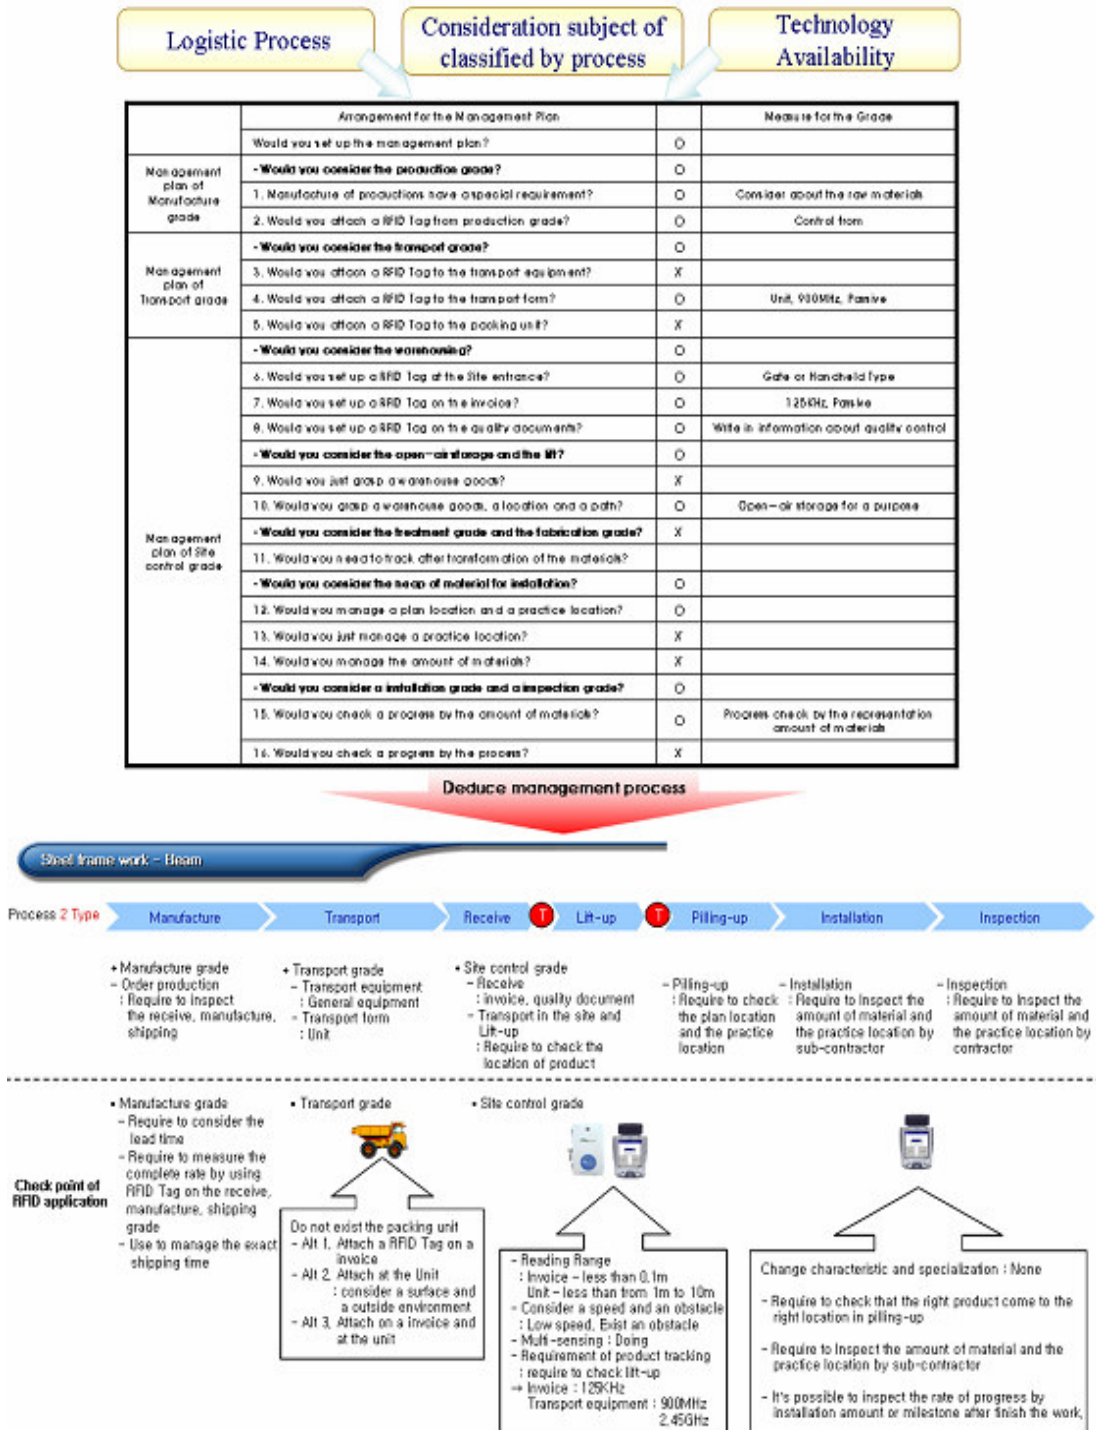 Logistic Process
Consideration subject of
classified by process
Technology
Availability
Arrangement for the Management Plan
Measure for the Grade
Would you set up the management plan?
O
Management
plan of
Manufacture
grade
- Would you consider the production grade?
O
1. Manufacture of productions have a special requirement?
O
Consider about the raw materials
2. Would you attach a RFID Tag from production grade?
O
Control from
Management
plan of
Transport grade
- Would you consider the transport grade?
O
3. Would you attach a RFID Tag to the transport equipment?
X
4. Would you attach a RFID Tag to the transport form?
O
Unit, 900MHz, Passive
5. Would you attach a RFID Tag to the packing unit?
X
Management
plan of Site
control grade
- Would you consider the warehousing?
O
6. Would you set up a RFID Tag at the Site entrance?
O
Gate or Handheld Type
7. Would you set up a RFID Tag on the invoice?
O
125KHz, Passive
8. Would you set up a RFID Tag on the quality documents?
O
Write in information about quality control
- Would you consider the open-air storage and the lift?
O
9. Would you just grasp a warehouse goods?
X
10. Would you grasp a warehouse goods, a location and a path?
O
Open-air storage for a purpose
- Would you consider the treatment grade and the fabrication grade?
X
11. Would you need to track after transformation of the materials?
- Would you consider the heap of material for installation?
O
12. Would you manage a plan location and a practice location?
O
13. Would you just manage a practice location?
X
14. Would you manage the amount of materials?
X
- Would you consider a installation grade and a inspection grade?
O
15. Would you check a progress by the amount of materials?
O
Progress check by the representation
amount of materials
16. Would you check a progress by the process?
X
Deduce management process
Steel frame work - Beam
Process 2 Type
Manufacture
Transport
Receive
T
Lift-up
T
Pilling-up
Installation
Inspection
+ Manufacture grade
- Order production
: Require to inspect
the receive, manufacture,
shipping
+ Transport grade
- Transport equipment
: General equipment
- Transport form
: Unit
• Site control grade
- Receive
: invoice, quality document
- Transport in the site and
Lift-up
: Require to check the
location of product
- Pilling-up
: Require to check
the plan location
and the practice
location
- Installation
: Require to Inspect the
amount of material and
the practice location by
sub-contractor
- Inspection
: Require to Inspect the
amount of material and
the practice location by
contractor
Check point of
RFID application
• Manufacture grade
- Require to consider the
lead time
- Require to measure the
complete rate by using
RFID Tag on the receive,
manufacture, shipping
grade
- Use to manage the exact
shipping time
• Transport grade
Do not exist the packing unit
- Alt 1. Attach a RFID Tag on a
invoice
- Alt 2. Attach at the Unit
: consider a surface and
a outside environment
- Alt 3. Attach on a invoice and
at the unit
• Site control grade
- Reading Range
: Invoice - less than 0.1m
Unit - less than from 1m to 10m
- Consider a speed and an obstacle
: Low speed, Exist an obstacle
- Multi-sensing : Doing
- Requirement of product tracking
: require to check lift-up
→ Invoice : 125KHz
Transport equipment : 900MHz
2.45GHz
Change characteristic and specialization : None
- Require to check that the right product come to the
right location in pilling-up
- Require to Inspect the amount of material and the
practice location by sub-contractor
- It's possible to inspect the rate of progress by
installation amount or milestone after finish the work,